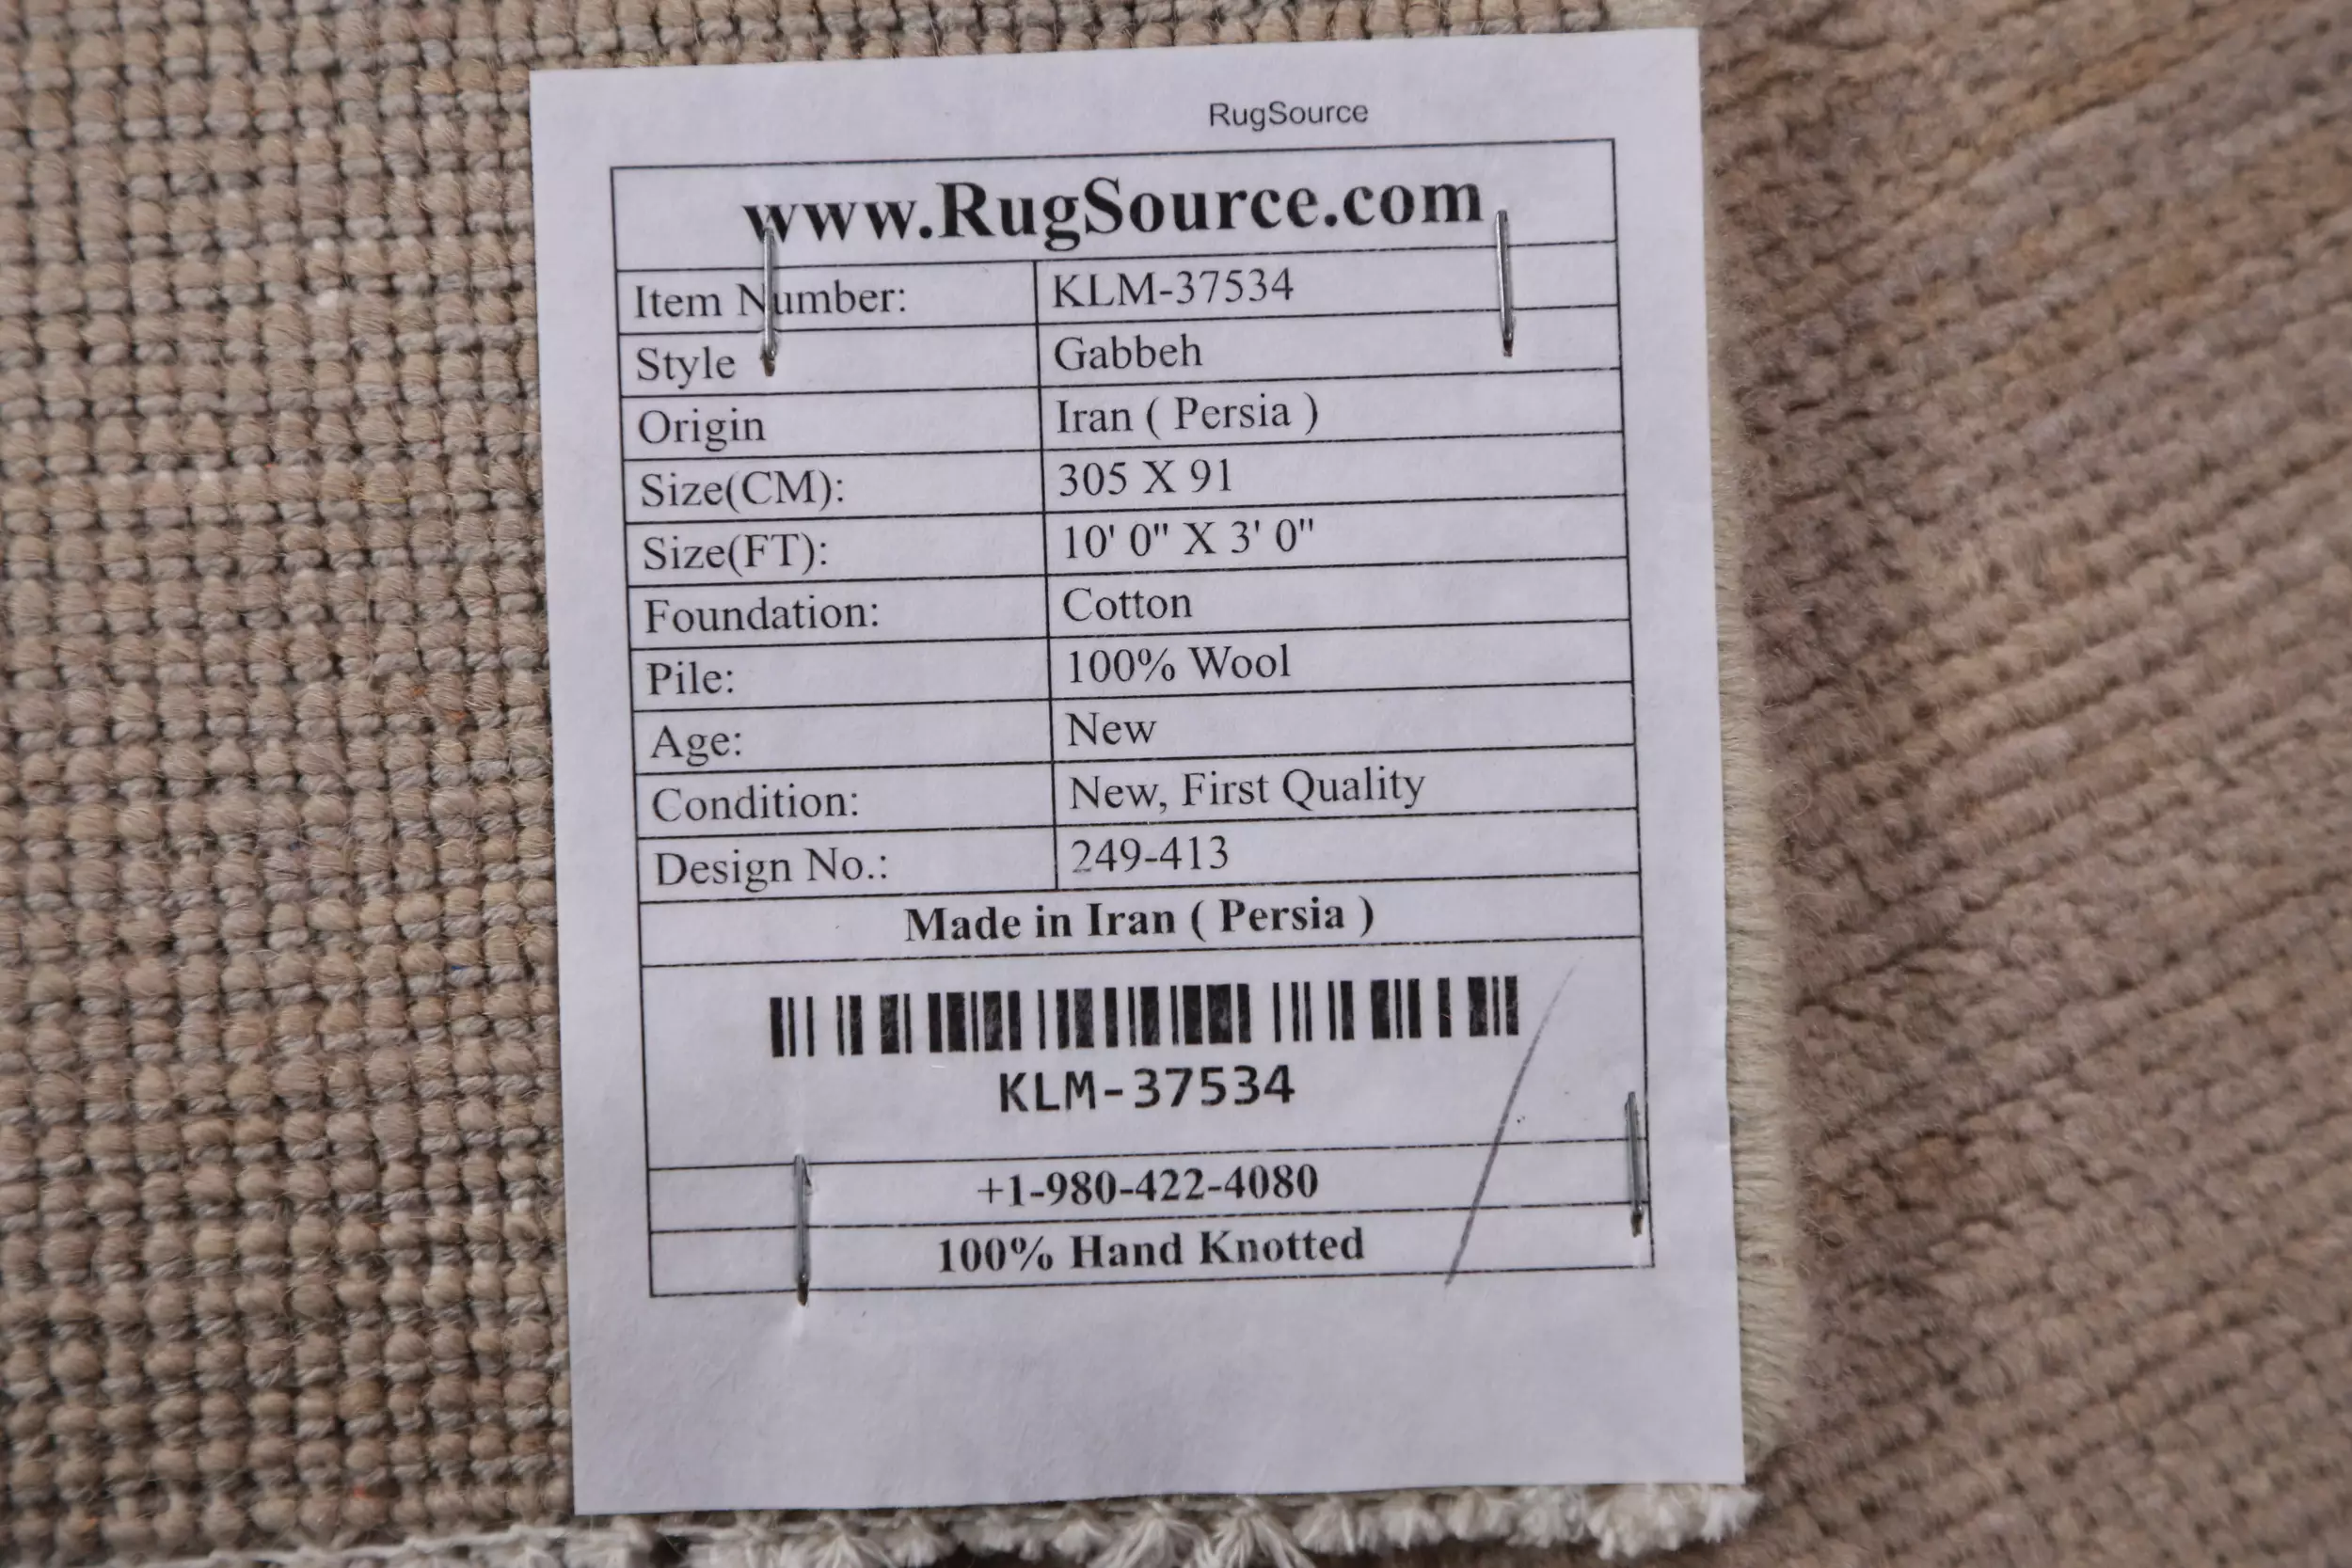 RugSource
www.RugSource.com
Item Number: KLM-37534
Style Gabbeh
Origin Iran ( Persia )
Size(CM): 305 X 91
Size(FT): 10' 0" X 3' 0"
Foundation: Cotton
Pile: 100% Wool
Age: New
Condition: New, First Quality
Design No.: 249-413
Made in Iran ( Persia )
KLM-37534
+1-980-422-4080
100% Hand Knotted